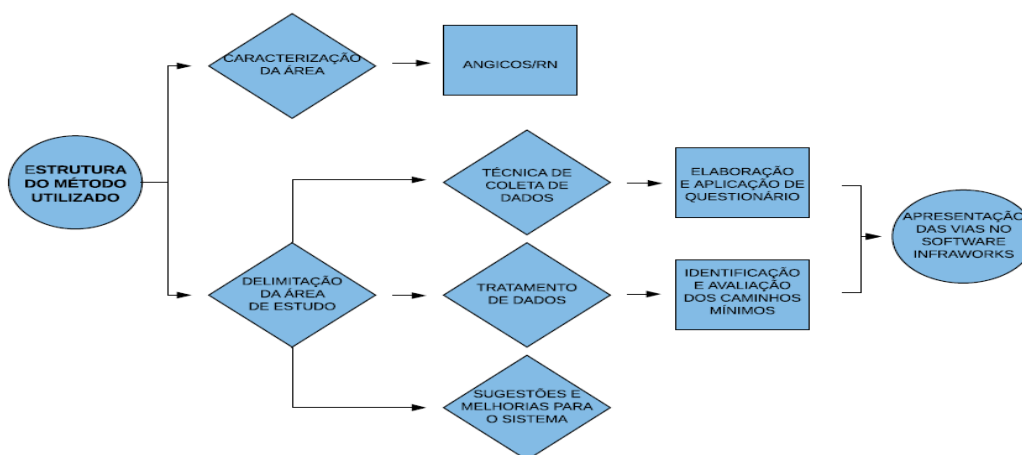 ESTRUTURA
DO MÉTODO
UTILIZADO
CARACTERIZAÇÃO
DA ÁREA
ANGICOS/RN
DELIMITAÇÃO
DA ÁREA
DE ESTUDO
TÉCNICA DE
COLETA DE
DADOS
ELABORAÇÃO
E APLICAÇÃO DE
QUESTIONÁRIO
TRATAMENTO
DE DADOS
IDENTIFICAÇÃO
E AVALIAÇÃO
DOS CAMINHOS
MÍNIMOS
SUGESTÕES E
MELHORIAS PARA
O SISTEMA
APRESENTAÇÃO
DAS VIAS NO
SOFTWARE
INFRAWORKS